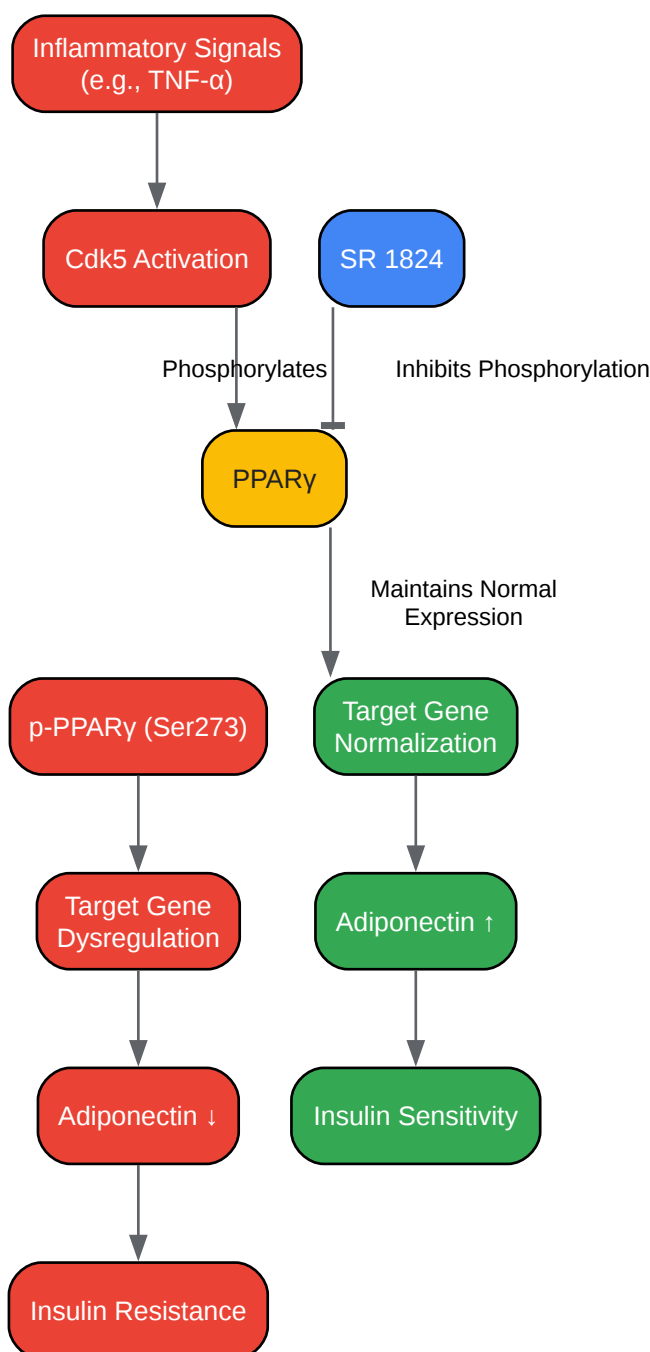 Inflammatory Signals
(e.g., TNF-α)
Cdk5 Activation
SR 1824
Phosphorylates
Inhibits Phosphorylation
PPARγ
Maintains Normal
Expression
p-PPARγ (Ser273)
Target Gene
Normalization
Target Gene
Dysregulation
Adiponectin ↑
Adiponectin ↓
Insulin Sensitivity
Insulin Resistance